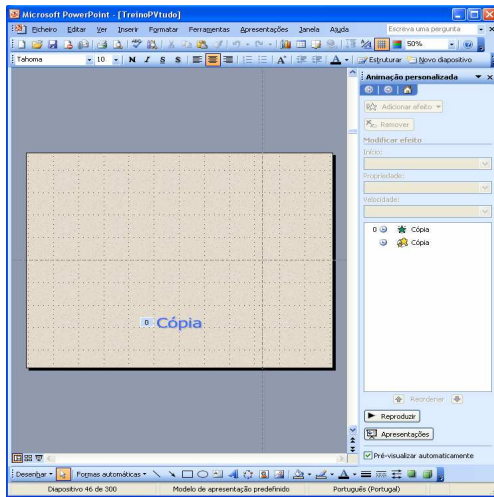 Microsoft PowerPoint - [TreinoPVtudo]
Ficheiro Editar Ver Inserir Formatar Ferramentas Apresentações Janela Ajuda Escreva uma pergunta
50%
Tahoma 10 N I S S A A Estruturar Novo diapositivo
Animação personalizada
Adicionar efeito
Remover
Modificar efeito
Início:
Propriedade:
Velocidade:
0 Cópia
Cópia
0 Cópia
Reordenar
Reproduzir
Apresentações
Pré-visualizar automaticamente
Desenhar Formas automáticas A
Diapositivo 46 de 300 Modelo de apresentação predefinido Português (Portugal)